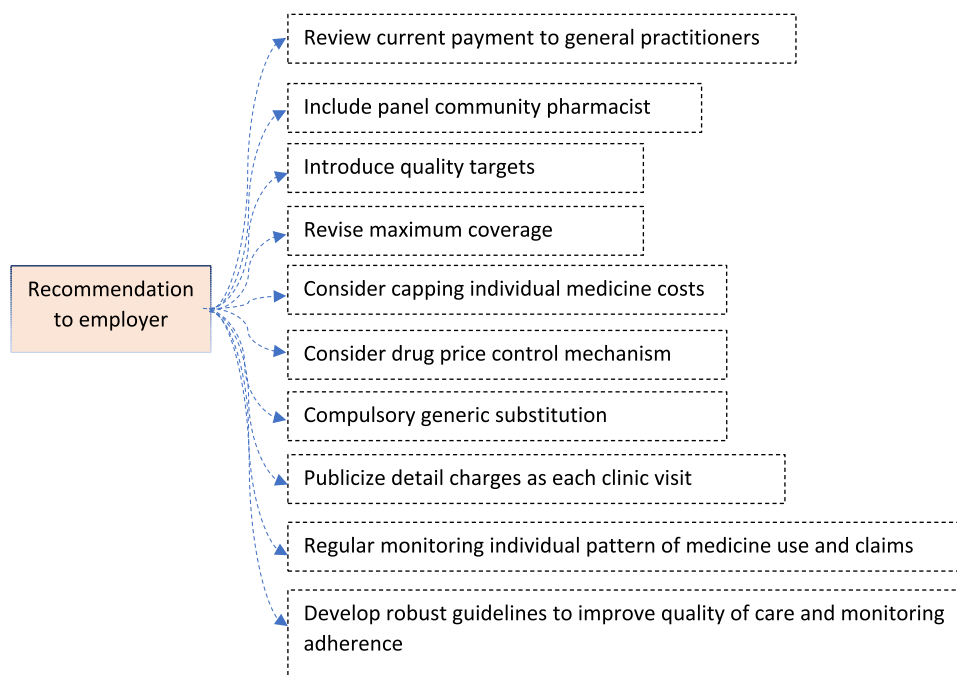 Review current payment to general practitioners
Include panel community pharmacist
Introduce quality targets
Revise maximum coverage
Recommendation
to employer
Consider capping individual medicine costs
Consider drug price control mechanism
Compulsory generic substitution
Publicize detail charges as each clinic visit
Regular monitoring individual pattern of medicine use and claims
Develop robust guidelines to improve quality of care and monitoring
adherence